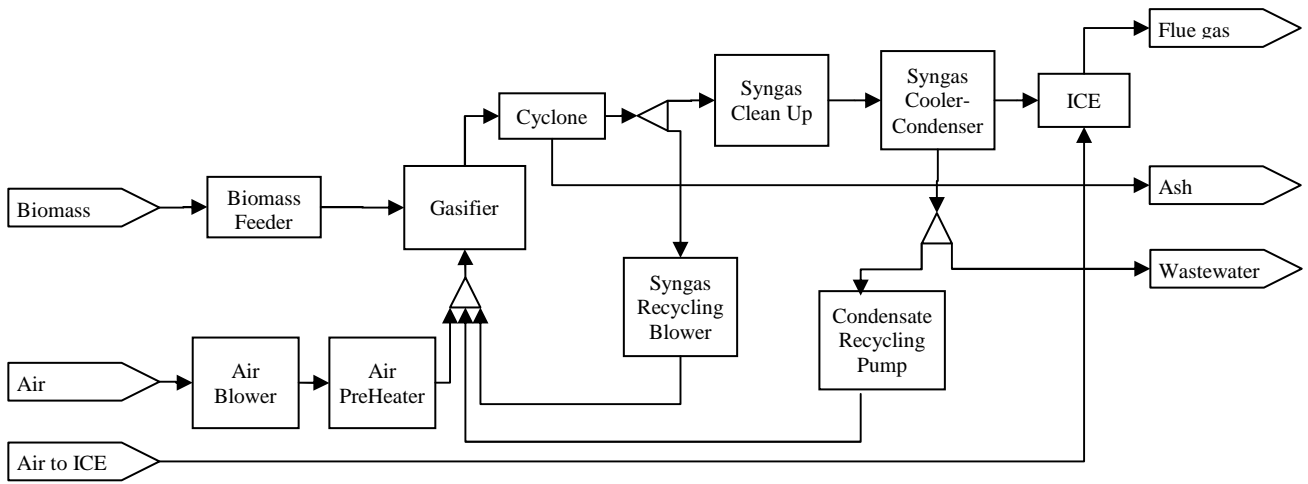 Flue gas
Syngas
Clean Up
Syngas
Cooler-
Condenser
ICE
Cyclone
Biomass
Biomass
Feeder
Gasifier
Ash
Wastewater
Syngas
Recycling
Blower
Condensate
Recycling
Pump
Air
Air
Blower
Air
PreHeater
Air to ICE